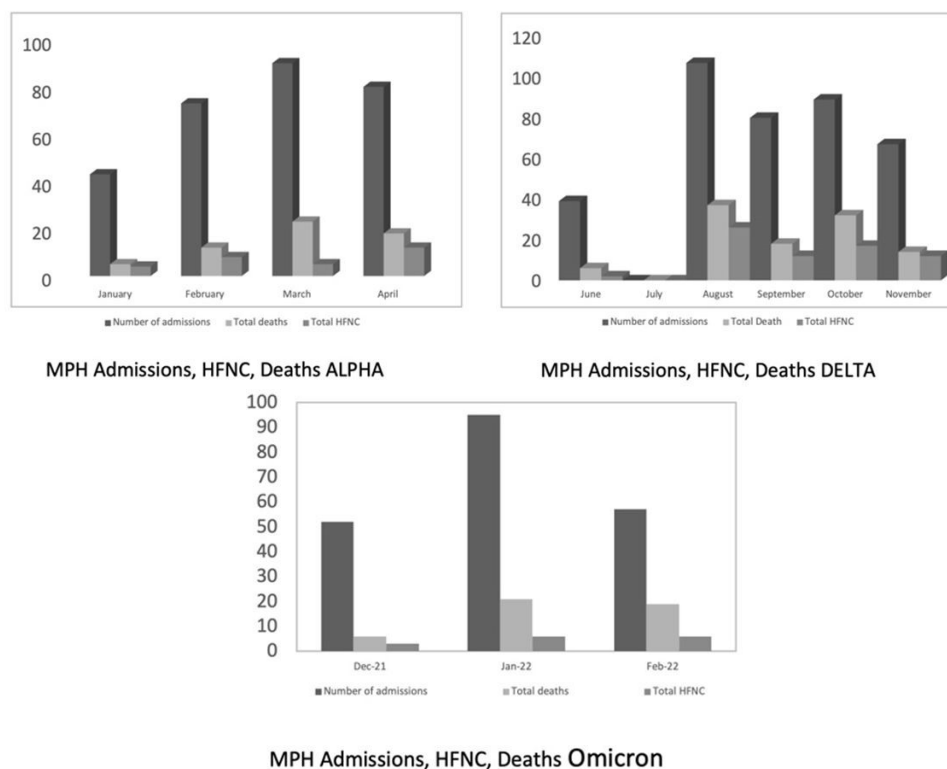 100
80
60
40
20
0
January February March April
Number of admissions Total deaths Total HFNC
MPH Admissions, HFNC, Deaths ALPHA
120
100
80
60
40
20
0
June July August September October November
Number of admissions Total Death Total HFNC
MPH Admissions, HFNC, Deaths DELTA
100
90
80
70
60
50
40
30
20
10
0
Dec-21 Jan-22 Feb-22
Number of admissions Total deaths Total HFNC
MPH Admissions, HFNC, Deaths Omicron